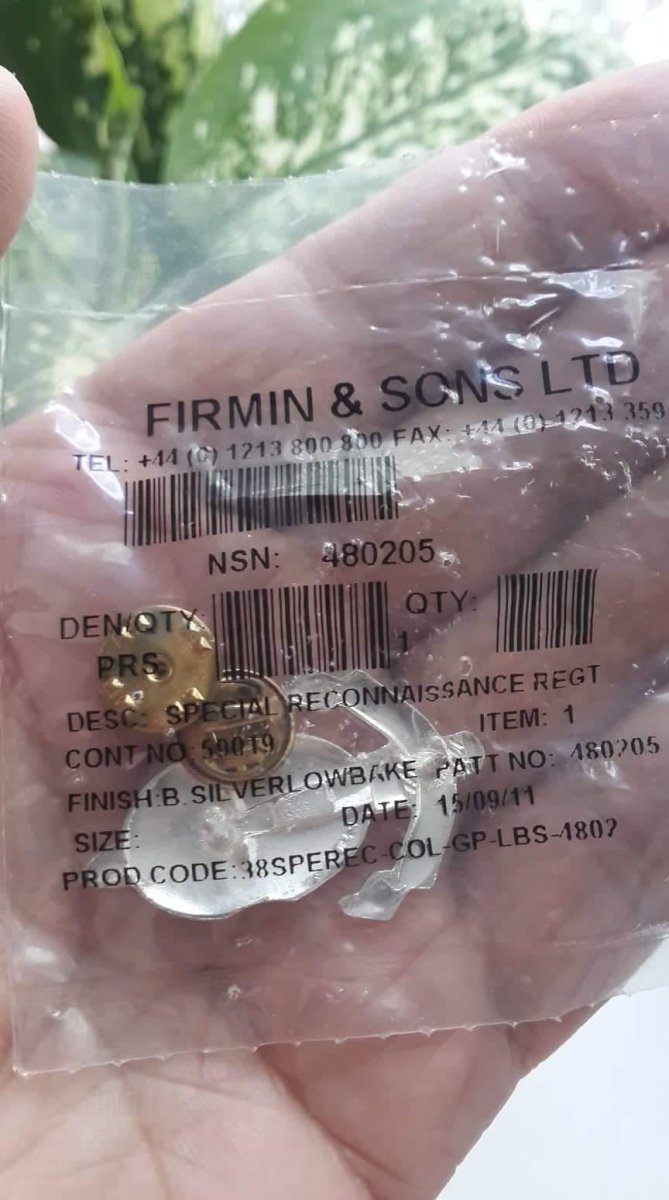 FIRMIN & SONS LTD
TEL: +44 (0) 1213 800 800 FAX: +44 (0) 1213 359
NSN: 480205
DEN/QTY: QTY:
PRS 1
DESC: SPECIAL RECONNAISSANCE REGT
CONT NO: 590T9 ITEM: 1
FINISH:B.SILVERLOWBAKE PATT NO: 480205
SIZE: DATE: 15/09/11
PROD CODE:38SPEREC-COL-GP-LBS-4802